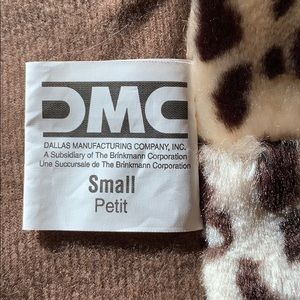 DMC
DALLAS MANUFACTURING COMPANY, INC.
A Subsidiary of The Brinkmann Corporation
Une Succursale de The Brinkmann Corporation
Small
Petit